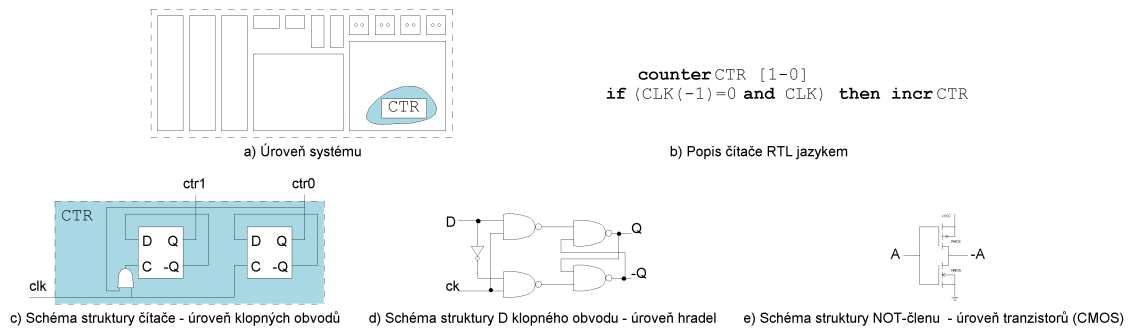 CTR
a) Úroveň systému
counter CTR [1-0]
if (CLK(-1)=0 and CLK) then incr CTR
b) Popis čítače RTL jazykem
ctr1 ctr0
CTR
D Q D Q
C -Q C -Q
clk
c) Schéma struktury čítače - úroveň klopných obvodů
D Q
ck -Q
d) Schéma struktury D klopného obvodu - úroveň hradel
PMOS
A -A
NMOS
e) Schéma struktury NOT-členu - úroveň tranzistorů (CMOS)